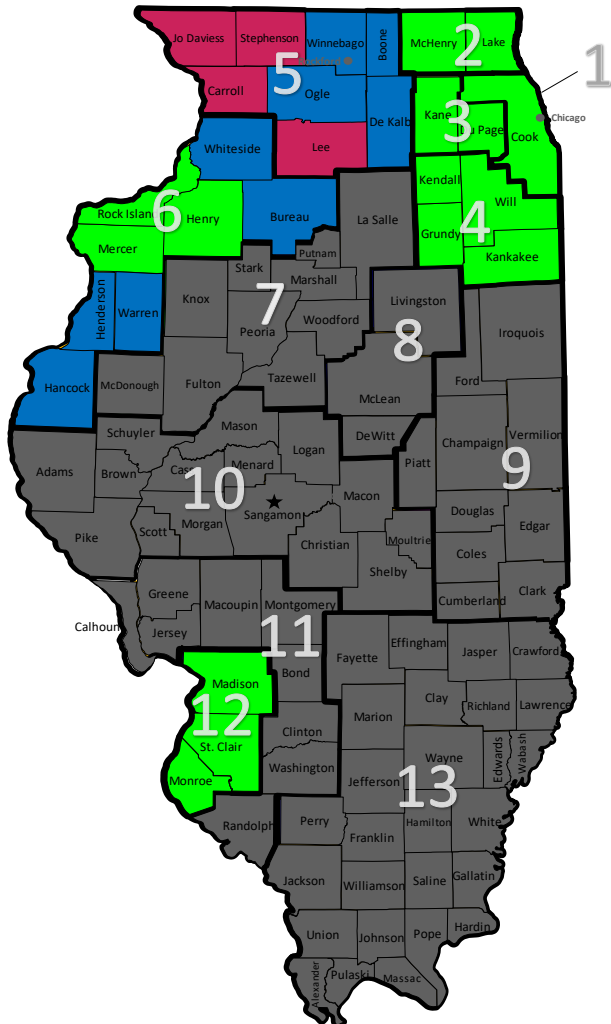 Jo Daviess
Stephenson
Winnebago
Boone
McHenry
Lake
2
1
5
Carroll
Ogle
De Kalb
Kane
3
Du Page
Cook
Chicago
Whiteside
Lee
Kendall
Will
Rock Island
6
Henry
Bureau
La Salle
Grundy
4
Mercer
Putnam
Kankakee
Henderson
Warren
Knox
Stark
Marshall
7
Peoria
Woodford
Livingston
8
Iroquois
Hancock
McDonough
Fulton
Tazewell
McLean
Ford
Schuyler
Mason
Logan
DeWitt
Champaign
Vermilion
9
Adams
Brown
Cass
Menard
10
Piatt
Macon
Sangamon
Scott
Morgan
Christian
Moultrie
Douglas
Edgar
Pike
Coles
Shelby
Greene
Macoupin
Montgomery
Cumberland
Clark
Calhoun
Jersey
11
Bond
Fayette
Effingham
Jasper
Crawford
Madison
12
Clay
Richland
Lawrence
Marion
St. Clair
Clinton
Washington
Monroe
Jefferson
Wayne
Edwards
Wabash
13
Randolph
Perry
Franklin
Hamilton
White
Jackson
Williamson
Saline
Gallatin
Union
Johnson
Pope
Hardin
Alexander
Pulaski
Massac